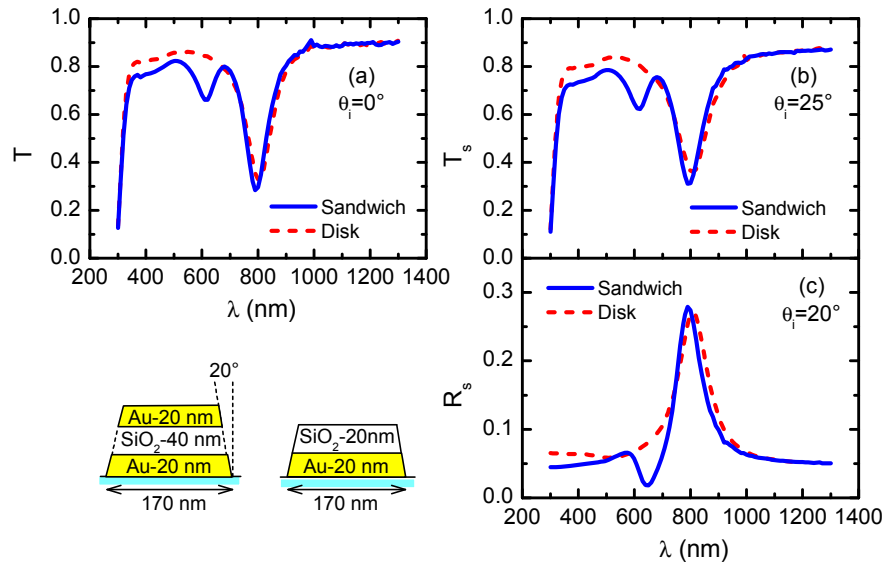 1.0
0.8
0.6
0.4
0.2
0.0
T
(a)
θi=0°
Sandwich
Disk
200 400 600 800 1000 1200 1400
λ (nm)
1.0
0.8
0.6
0.4
0.2
0.0
Ts
(b)
θi=25°
Sandwich
Disk
0.3
0.2
0.1
0.0
Rs
Sandwich
Disk
(c)
θi=20°
200 400 600 800 1000 1200 1400
λ (nm)
20°
Au-20 nm
SiO2-40 nm
Au-20 nm
170 nm
SiO2-20nm
Au-20 nm
170 nm